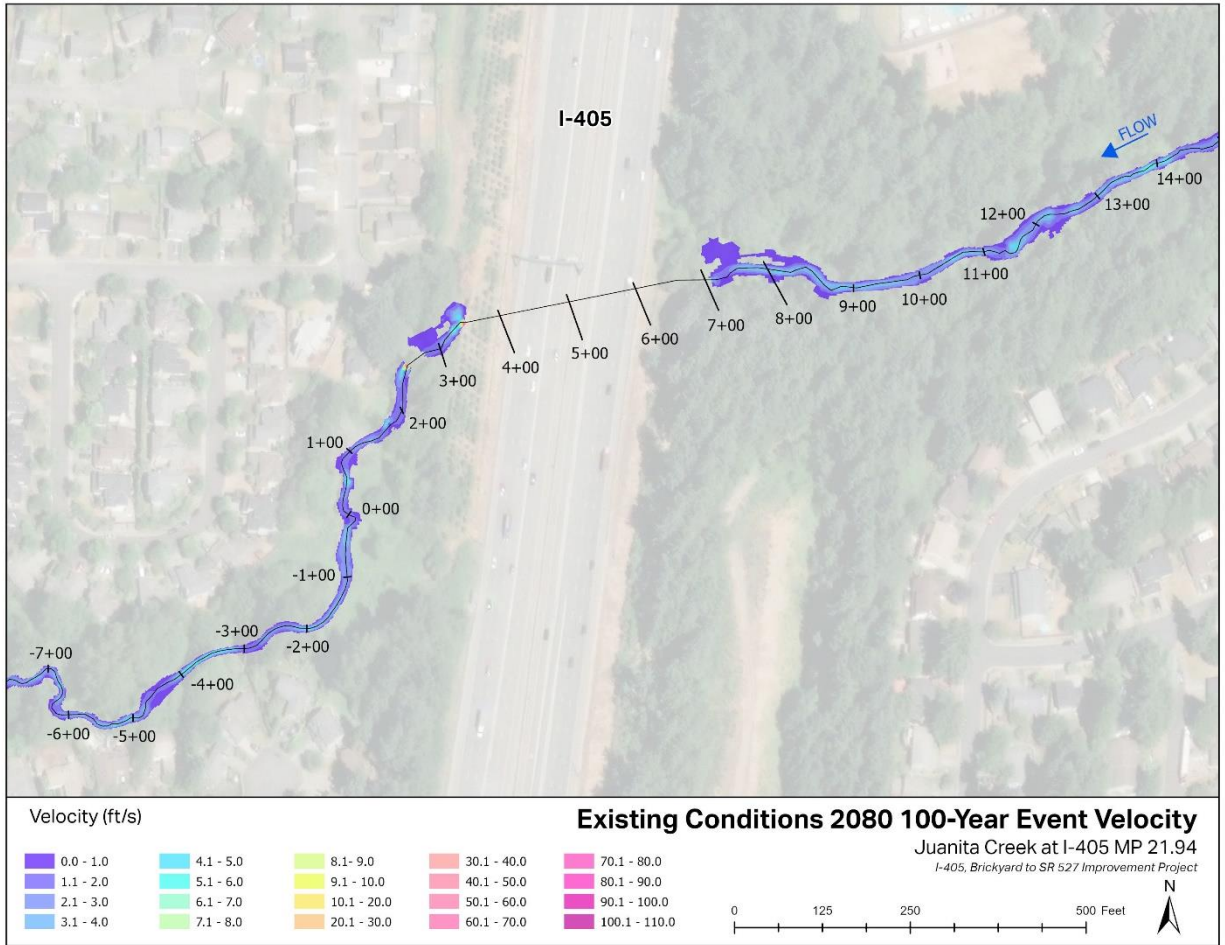 I-405
FLOW
14+00
13+00
12+00
11+00
10+00
9+00
8+00
7+00
6+00
5+00
4+00
3+00
2+00
1+00
0+00
-1+00
-2+00
-3+00
-4+00
-5+00
-6+00
-7+00
Velocity (ft/s)
0.0 - 1.0
1.1 - 2.0
2.1 - 3.0
3.1 - 4.0
4.1 - 5.0
5.1 - 6.0
6.1 - 7.0
7.1 - 8.0
8.1- 9.0
9.1 - 10.0
10.1 - 20.0
20.1 - 30.0
30.1 - 40.0
40.1 - 50.0
50.1 - 60.0
60.1 - 70.0
70.1 - 80.0
80.1 - 90.0
90.1 - 100.0
100.1 - 110.0
Existing Conditions 2080 100-Year Event Velocity
Juanita Creek at I-405 MP 21.94
I-405, Brickyard to SR 527 Improvement Project
N
0 125 250 500 Feet